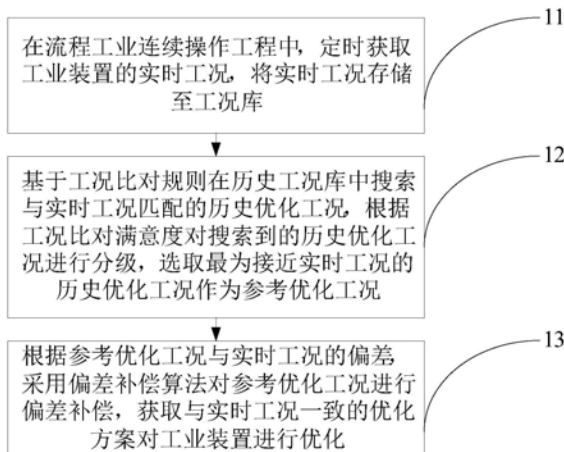 在流程工业连续操作工程中，定时获取
工业装置的实时工况，将实时工况存储
至工况库
11
基于工况比对规则在历史工况库中搜索
与实时工况匹配的历史优化工况，根据
工况比对满意度对搜索到的历史优化工
况进行分级，选取最为接近实时工况的
历史优化工况作为参考优化工况
12
根据参考优化工况与实时工况的偏差，
采用偏差补偿算法对参考优化工况进行
偏差补偿，获取与实时工况一致的优化
方案对工业装置进行优化
13